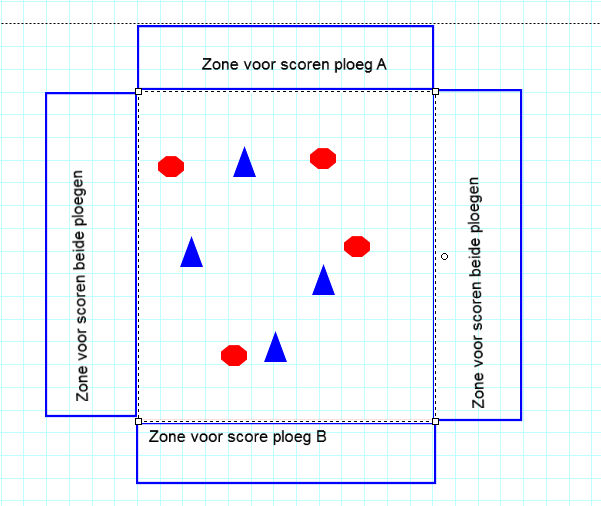 Zone voor scoren ploeg A
Zone voor scoren beide ploegen
Zone voor scoren beide ploegen
Zone voor score ploeg B